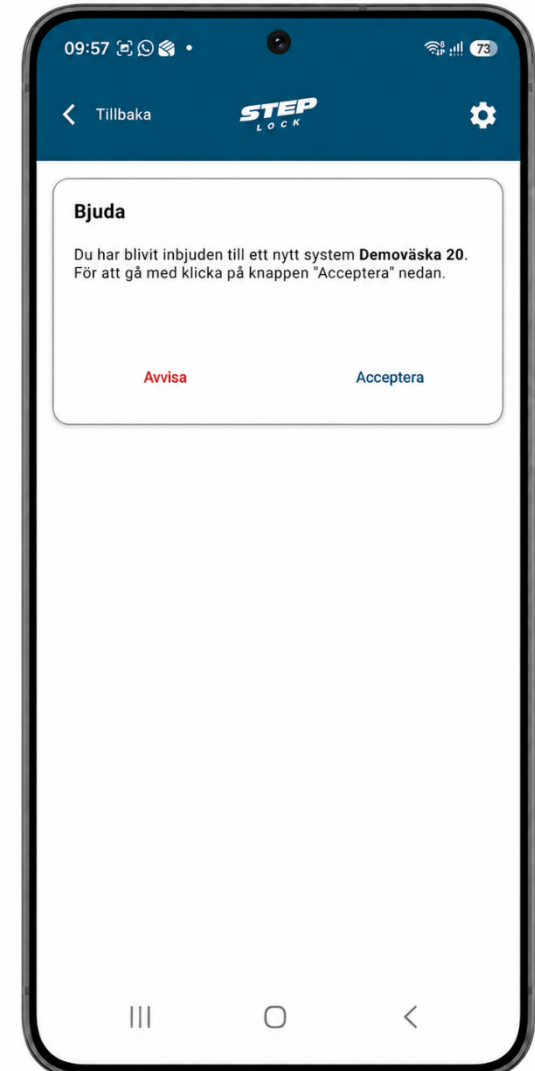 09:57
73
Tillbaka
STEP
LOCK
Bjuda
Du har blivit inbjuden till ett nytt system Demoväska 20.
För att gå med klicka på knappen "Acceptera" nedan.
Avvisa
Acceptera